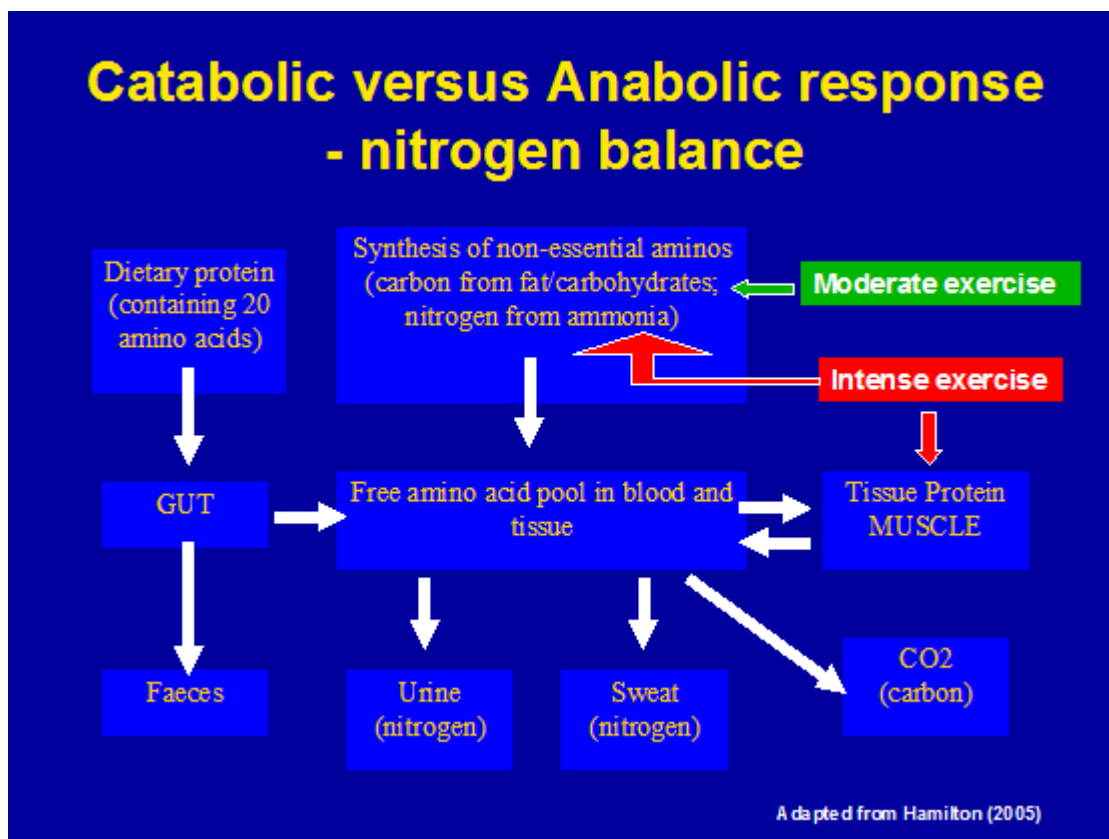 Catabolic versus Anabolic response
- nitrogen balance
Dietary protein
(containing 20
amino acids)
Synthesis of non-essential aminos
(carbon from fat/carbohydrates;
nitrogen from ammonia)
Moderate exercise
Intense exercise
GUT
Free amino acid pool in blood and
tissue
Tissue Protein
MUSCLE
Faeces
Urine
(nitrogen)
Sweat
(nitrogen)
CO2
(carbon)
Adapted from Hamilton (2005)